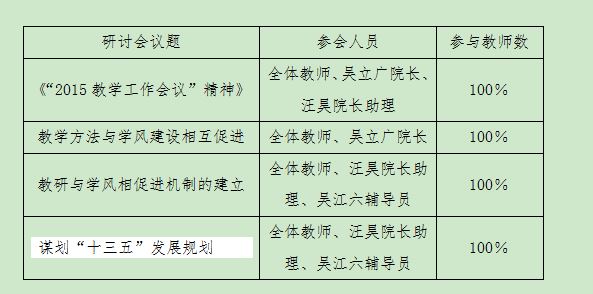 研讨会议题 参会人员 参与教师数
《“2015教学工作会议”精神》 全体教师、吴立广院长、 100%
汪昊院长助理
教学方法与学风建设相互促进 全体教师、吴立广院长 100%
教研与学风相促进机制的建立 全体教师、汪昊院长助 100%
理、吴江六辅导员
谋划“十三五”发展规划 全体教师、汪昊院长助 100%
理、吴江六辅导员